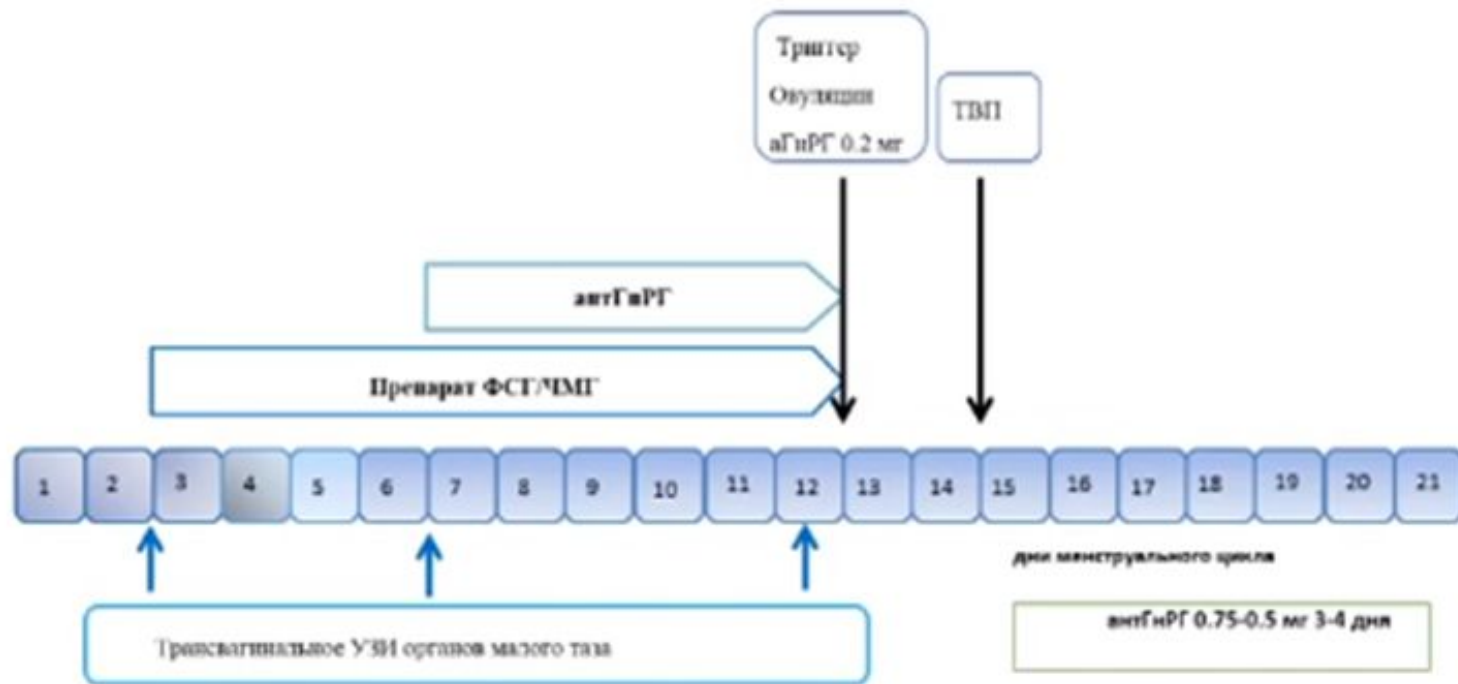 Триггер
Овуляции
аГнРГ 0.2 мг
ТВП
антГнРГ
Препарат ФСГ/ЧМГ
1 2 3 4 5 6 7 8 9 10 11 12 13 14 15 16 17 18 19 20 21
дни менструального цикла
Трансвагинальное УЗИ органов малого таза
антГнРГ 0.75-0.5 мг 3-4 дня